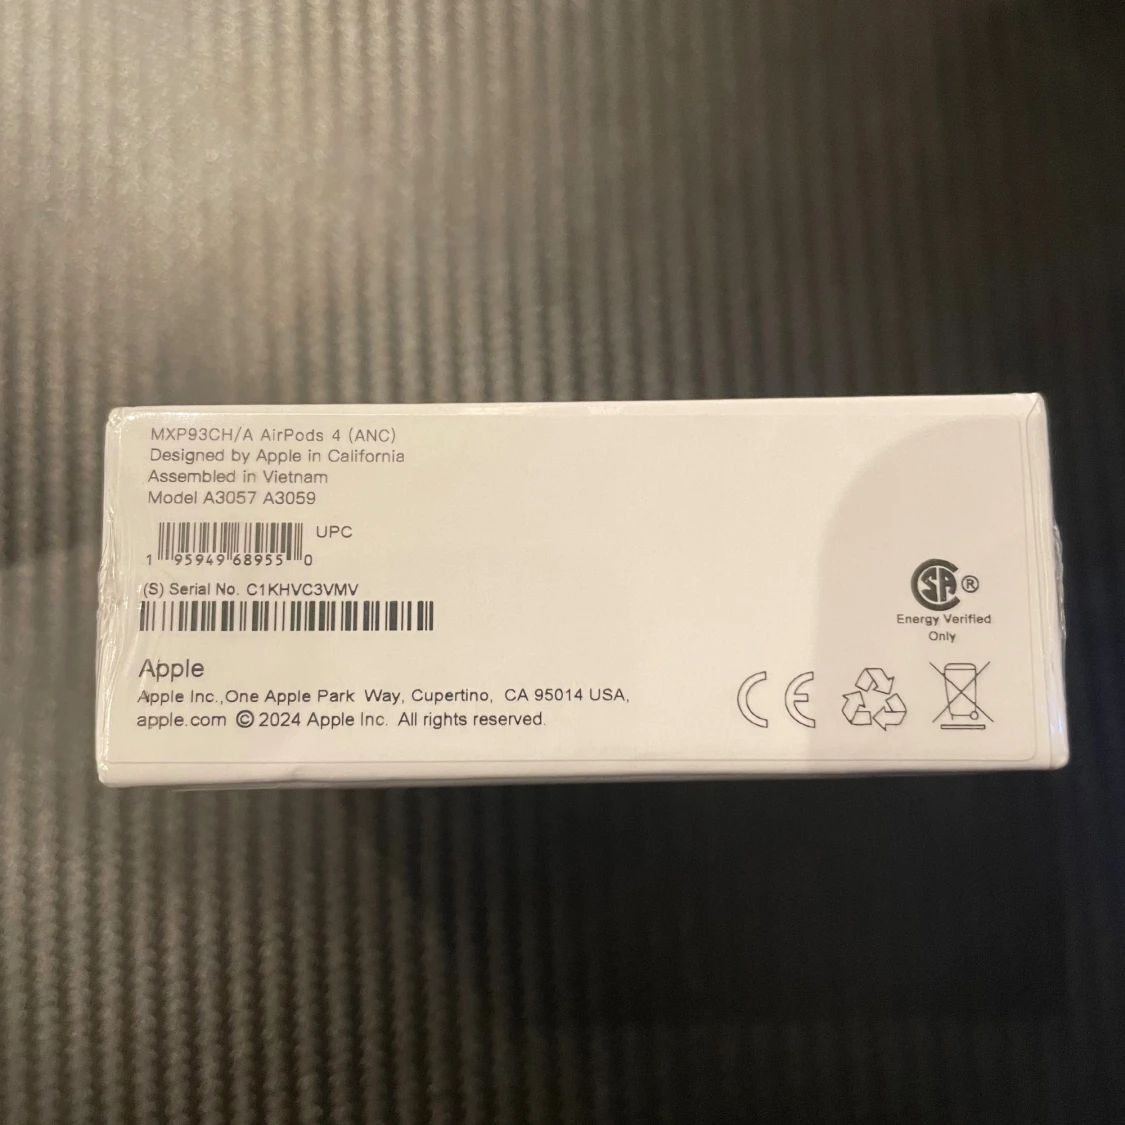 MXP93CH/A AirPods 4 (ANC)
Designed by Apple in California
Assembled in Vietnam
Model A3057 A3059
UPC
1 95949 68955 0
(S) Serial No. C1KHVC3VMV
Apple
Apple Inc.,One Apple Park Way, Cupertino, CA 95014 USA,
apple.com © 2024 Apple Inc. All rights reserved.
SA ®
Energy Verified
Only
CE